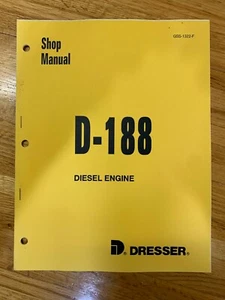 Shop
Manual
D-188
DIESEL ENGINE
DRESSER